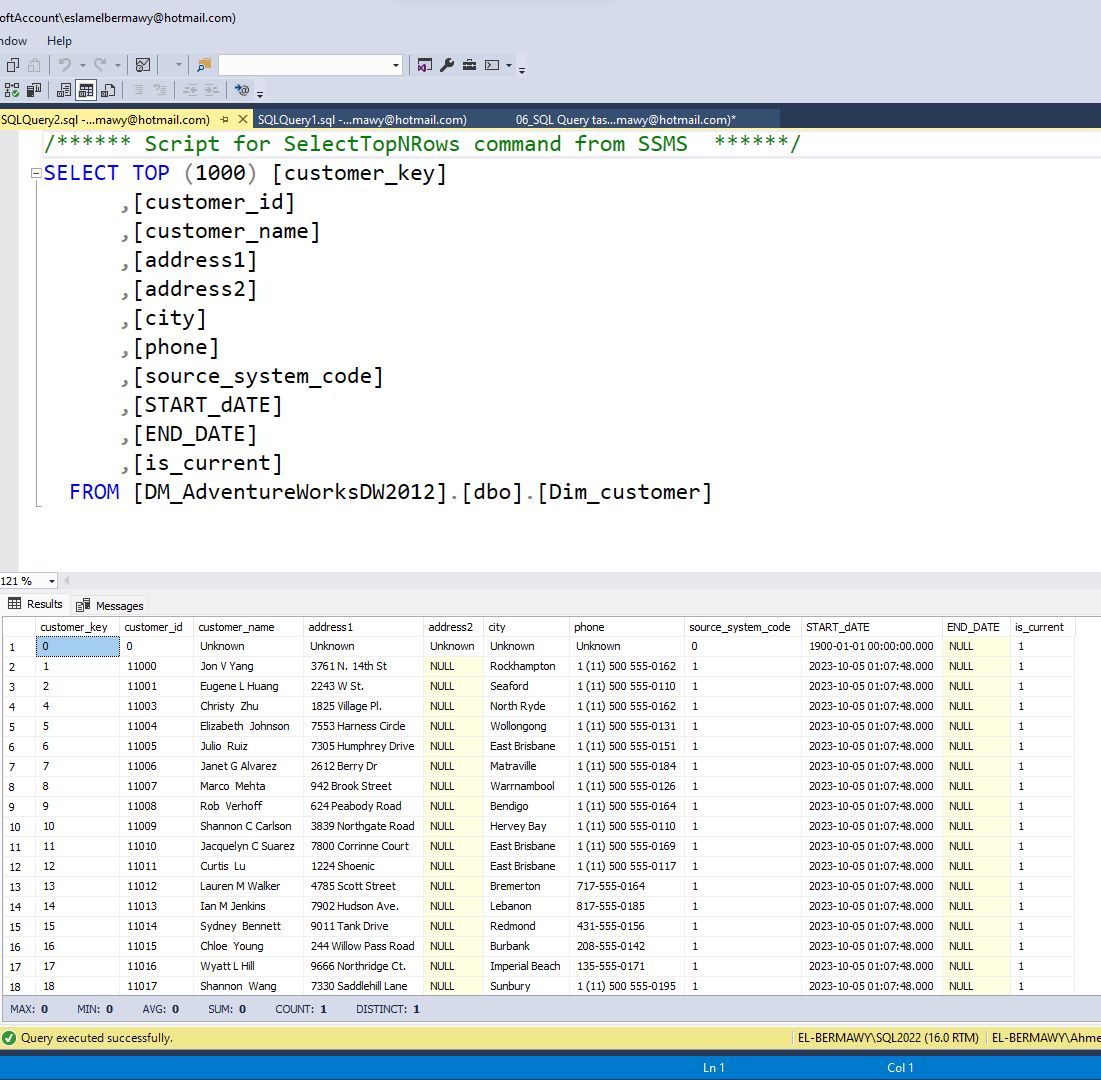 oftAccount\eslamelbermawy@hotmail.com)
ndow Help
SQLQuery2.sql -...mawy@hotmail.com) SQLQuery1.sql -...mawy@hotmail.com) 06_SQL Query tas...mawy@hotmail.com)*
/****** Script for SelectTopNRows command from SSMS ******/
SELECT TOP (1000) [customer_key]
,[customer_id]
,[customer_name]
,[address1]
,[address2]
,[city]
,[phone]
,[source_system_code]
,[START_dATE]
,[END_DATE]
,[is_current]
FROM [DM_AdventureWorksDW2012].[dbo].[Dim_customer]
121 %
Results Messages
customer_key customer_id customer_name address1 address2 city phone source_system_code START_dATE END_DATE is_current
1 0 0 Unknown Unknown Unknown Unknown Unknown 0 1900-01-01 00:00:00.000 NULL 1
2 1 11000 Jon V Yang 3761 N. 14th St NULL Rockhampton 1 (11) 500 555-0162 1 2023-10-05 01:07:48.000 NULL 1
3 2 11001 Eugene L Huang 2243 W St. NULL Seaford 1 (11) 500 555-0110 1 2023-10-05 01:07:48.000 NULL 1
4 4 11003 Christy Zhu 1825 Village Pl. NULL North Ryde 1 (11) 500 555-0162 1 2023-10-05 01:07:48.000 NULL 1
5 5 11004 Elizabeth Johnson 7553 Harness Circle NULL Wollongong 1 (11) 500 555-0131 1 2023-10-05 01:07:48.000 NULL 1
6 6 11005 Julio Ruiz 7305 Humphrey Drive NULL East Brisbane 1 (11) 500 555-0151 1 2023-10-05 01:07:48.000 NULL 1
7 7 11006 Janet G Alvarez 2612 Berry Dr NULL Matraville 1 (11) 500 555-0184 1 2023-10-05 01:07:48.000 NULL 1
8 8 11007 Marco Mehta 942 Brook Street NULL Warrnambool 1 (11) 500 555-0126 1 2023-10-05 01:07:48.000 NULL 1
9 9 11008 Rob Verhoff 624 Peabody Road NULL Bendigo 1 (11) 500 555-0164 1 2023-10-05 01:07:48.000 NULL 1
10 10 11009 Shannon C Carlson 3839 Northgate Road NULL Hervey Bay 1 (11) 500 555-0110 1 2023-10-05 01:07:48.000 NULL 1
11 11 11010 Jacquelyn C Suarez 7800 Corrinne Court NULL East Brisbane 1 (11) 500 555-0169 1 2023-10-05 01:07:48.000 NULL 1
12 12 11011 Curtis Lu 1224 Shoenic NULL East Brisbane 1 (11) 500 555-0117 1 2023-10-05 01:07:48.000 NULL 1
13 13 11012 Lauren M Walker 4785 Scott Street NULL Bremerton 717-555-0164 1 2023-10-05 01:07:48.000 NULL 1
14 14 11013 Ian M Jenkins 7902 Hudson Ave. NULL Lebanon 817-555-0185 1 2023-10-05 01:07:48.000 NULL 1
15 15 11014 Sydney Bennett 9011 Tank Drive NULL Redmond 431-555-0156 1 2023-10-05 01:07:48.000 NULL 1
16 16 11015 Chloe Young 244 Willow Pass Road NULL Burbank 208-555-0142 1 2023-10-05 01:07:48.000 NULL 1
17 17 11016 Wyatt L Hill 9666 Northridge Ct. NULL Imperial Beach 135-555-0171 1 2023-10-05 01:07:48.000 NULL 1
18 18 11017 Shannon Wang 7330 Saddlehill Lane NULL Sunbury 1 (11) 500 555-0195 1 2023-10-05 01:07:48.000 NULL 1
MAX: 0 MIN: 0 AVG: 0 SUM: 0 COUNT: 1 DISTINCT: 1
Query executed successfully. EL-BERMAWY\SQL2022 (16.0 RTM) EL-BERMAWY\Ahme
Ln 1 Col 1